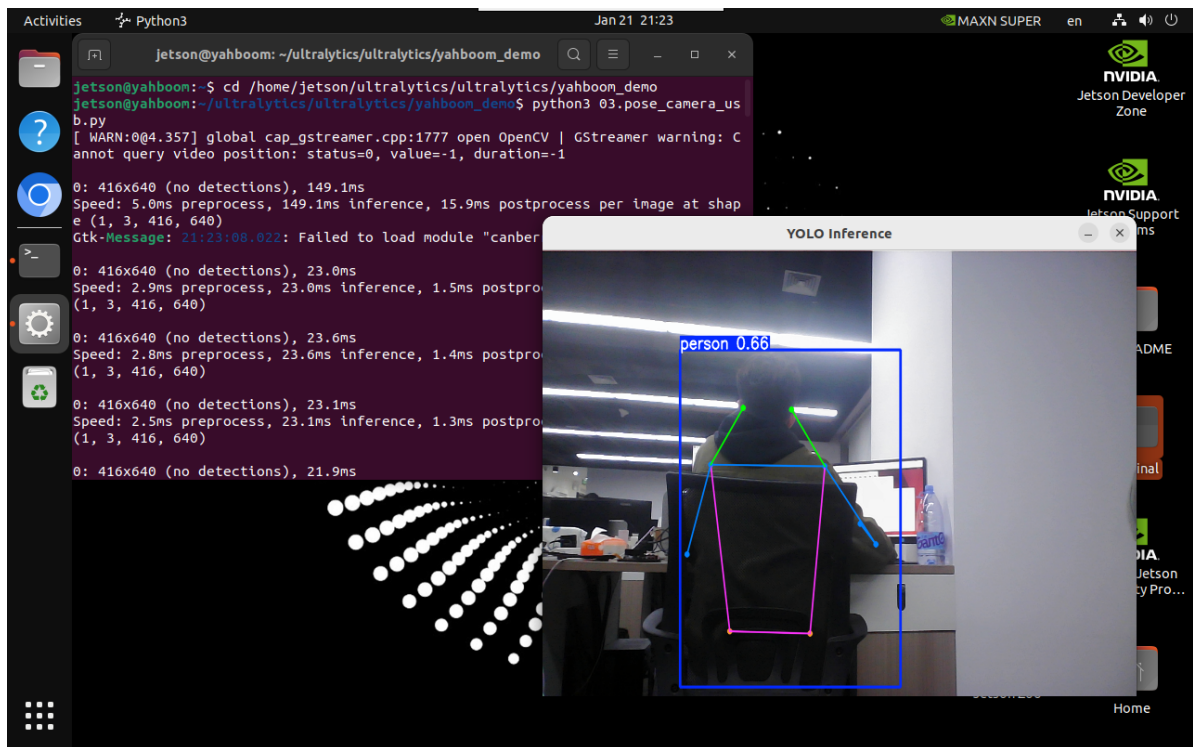 Activities
Python3
Jan 21 21:23
MAXN SUPER
en
jetson@yahboom: ~/ultralytics/ultralytics/yahboom_demo
jetson@yahboom:~$ cd /home/jetson/ultralytics/ultralytics/yahboom_demo
jetson@yahboom:~/ultralytics/ultralytics/yahboom_demo$ python3 03.pose_camera_us
b.py
[ WARN:0@4.357] global cap_gstreamer.cpp:1777 open OpenCV | GStreamer warning: C
annot query video position: status=0, value=-1, duration=-1
0: 416x640 (no detections), 149.1ms
Speed: 5.0ms preprocess, 149.1ms inference, 15.9ms postprocess per image at shap
e (1, 3, 416, 640)
Gtk-Message: 21:23:08.022: Failed to load module "canber
0: 416x640 (no detections), 23.0ms
Speed: 2.9ms preprocess, 23.0ms inference, 1.5ms postpro
(1, 3, 416, 640)
0: 416x640 (no detections), 23.6ms
Speed: 2.8ms preprocess, 23.6ms inference, 1.4ms postpro
(1, 3, 416, 640)
0: 416x640 (no detections), 23.1ms
Speed: 2.5ms preprocess, 23.1ms inference, 1.3ms postpro
(1, 3, 416, 640)
0: 416x640 (no detections), 21.9ms
YOLO Inference
person 0.66
NVIDIA.
Jetson Developer
Zone
NVIDIA.
Jetson Support
ms
ADME
inal
DIA.
Jetson
ty Pro...
Home